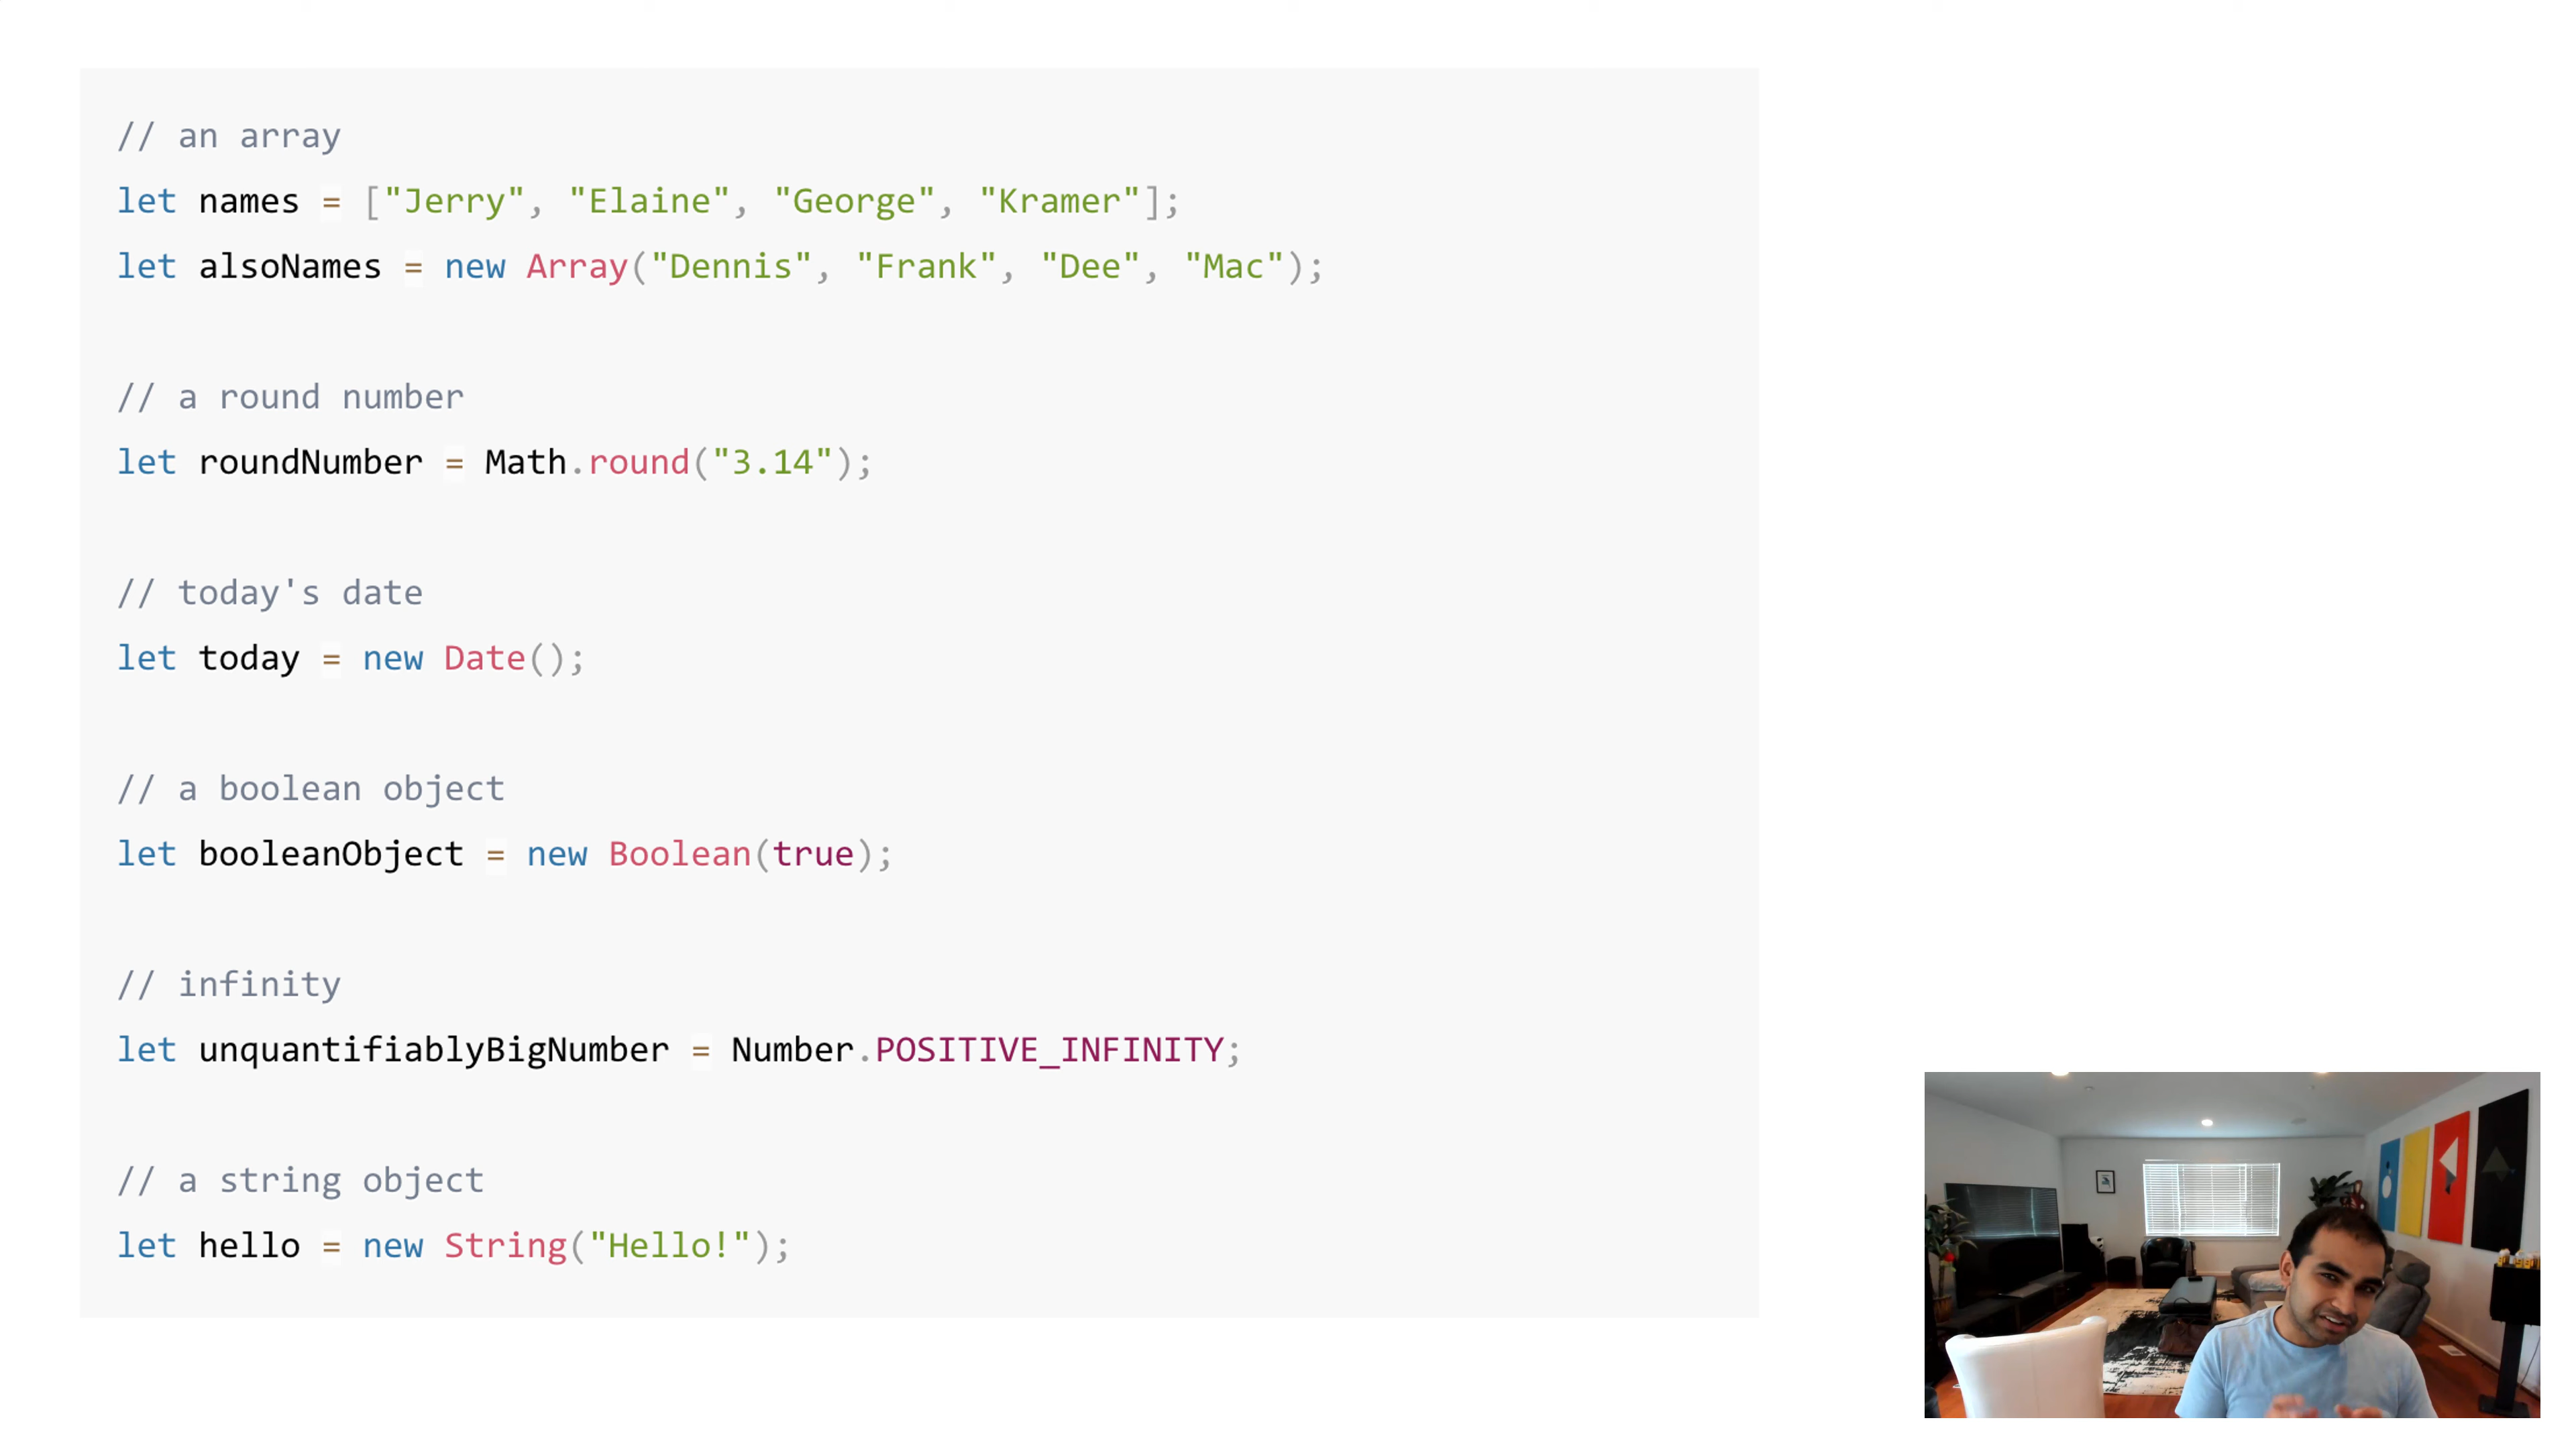 // an array
let names = ["Jerry", "Elaine", "George", "Kramer"];
let alsoNames = new Array("Dennis", "Frank", "Dee", "Mac");
// a round number
let roundNumber = Math.round("3.14");
// today's date
let today = new Date();
// a boolean object
let booleanObject = new Boolean(true);
// infinity
let unquantifiablyBigNumber = Number.POSITIVE_INFINITY;
// a string object
let hello = new String("Hello!");